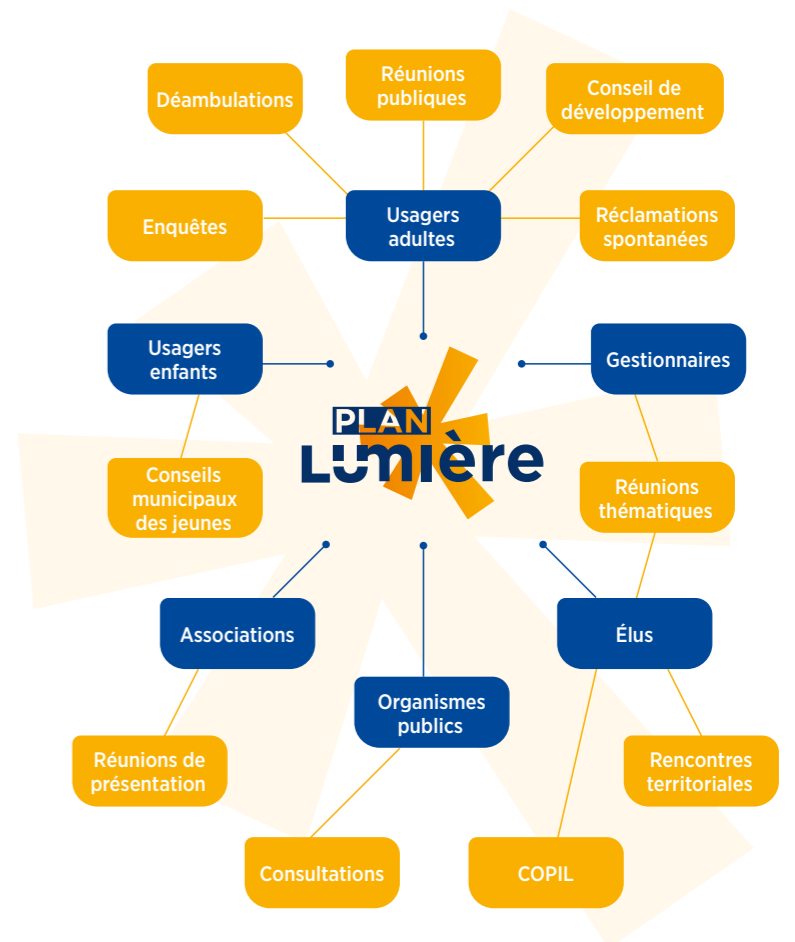 Déambulations
Réunions
publiques
Conseil de
développement
Enquêtes
Usagers
adultes
Réclamations
spontanées
Usagers
enfants
Gestionnaires
PLAN
Lumière
Conseils
municipaux
des jeunes
Réunions
thématiques
Associations
Élus
Organismes
publics
Réunions de
présentation
Rencontres
territoriales
Consultations
COPIL